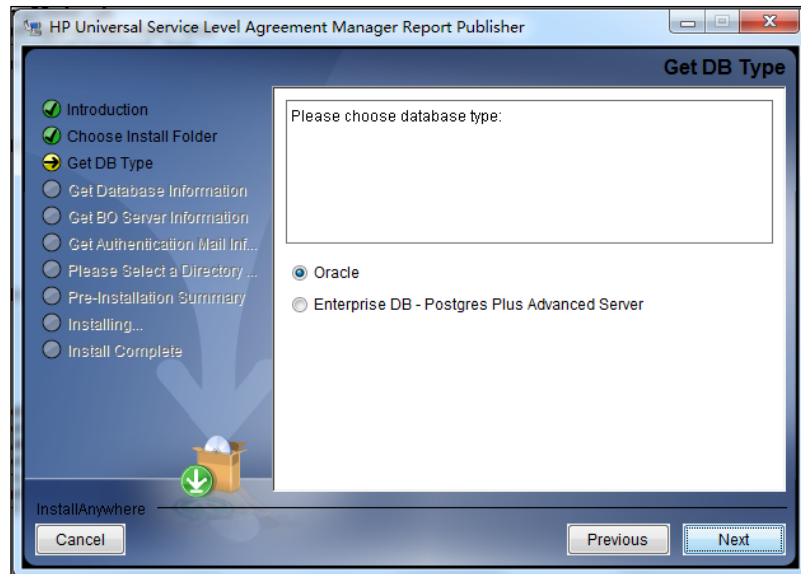 HP Universal Service Level Agreement Manager Report Publisher
Get DB Type
Introduction
Choose Install Folder
Get DB Type
Get Database Information
Get BO Server Information
Get Authentication Mail Inf...
Please Select a Directory ...
Pre-Installation Summary
Installing...
Install Complete
Please choose database type:
Oracle
Enterprise DB - Postgres Plus Advanced Server
InstallAnywhere
Cancel
Previous
Next